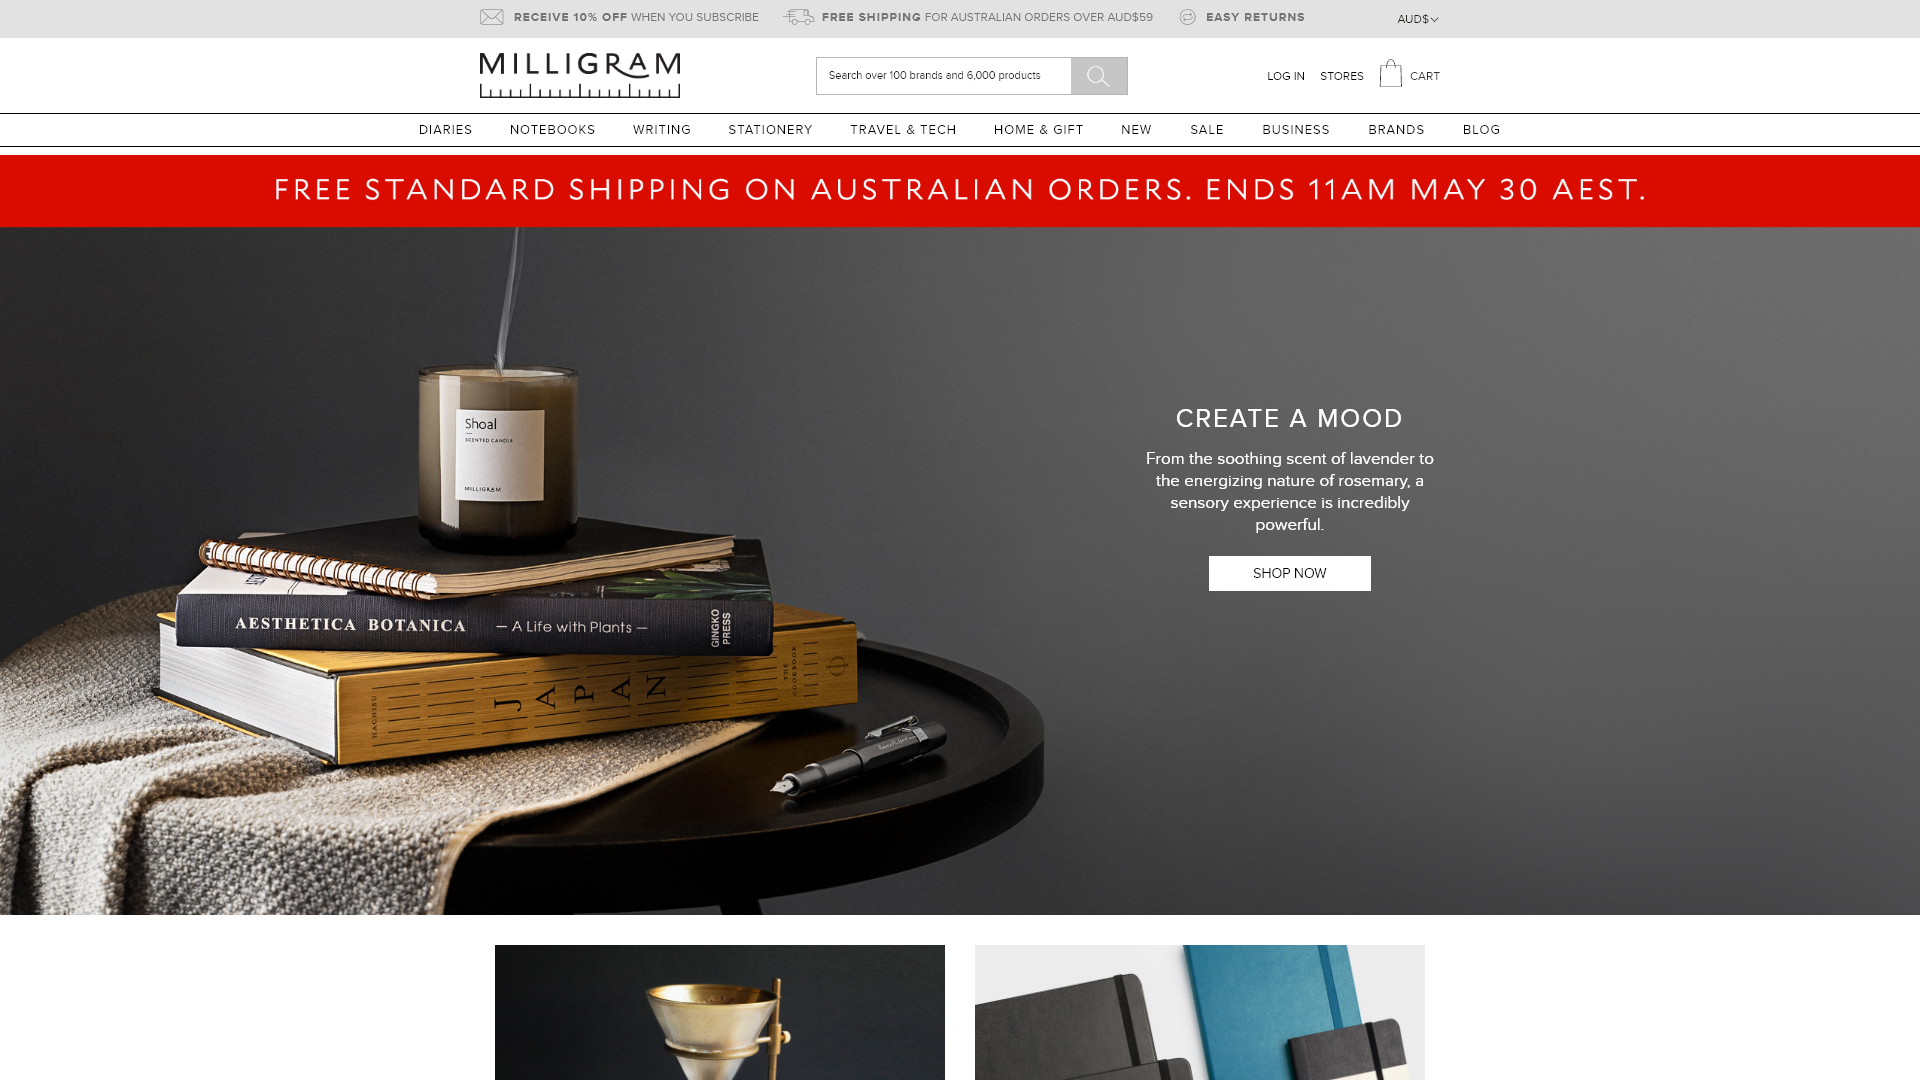 RECEIVE 10% OFF WHEN YOU SUBSCRIBE
FREE SHIPPING FOR AUSTRALIAN ORDERS OVER AUD$59
EASY RETURNS
AUD$
MILLIGRAM
Search over 100 brands and 6,000 products
LOG IN
STORES
CART
DIARIES
NOTEBOOKS
WRITING
STATIONERY
TRAVEL & TECH
HOME & GIFT
NEW
SALE
BUSINESS
BRANDS
BLOG
FREE STANDARD SHIPPING ON AUSTRALIAN ORDERS. ENDS 11AM MAY 30 AEST.
Shoal
SCENTED CANDLE
MILLIGRAM
CREATE A MOOD
From the soothing scent of lavender to
the energizing nature of rosemary, a
sensory experience is incredibly
powerful.
SHOP NOW
AESTHETICA BOTANICA — A Life with Plants —
GINGKO
PRESS
HACHISU
JAPAN
THE
COOKBOOK